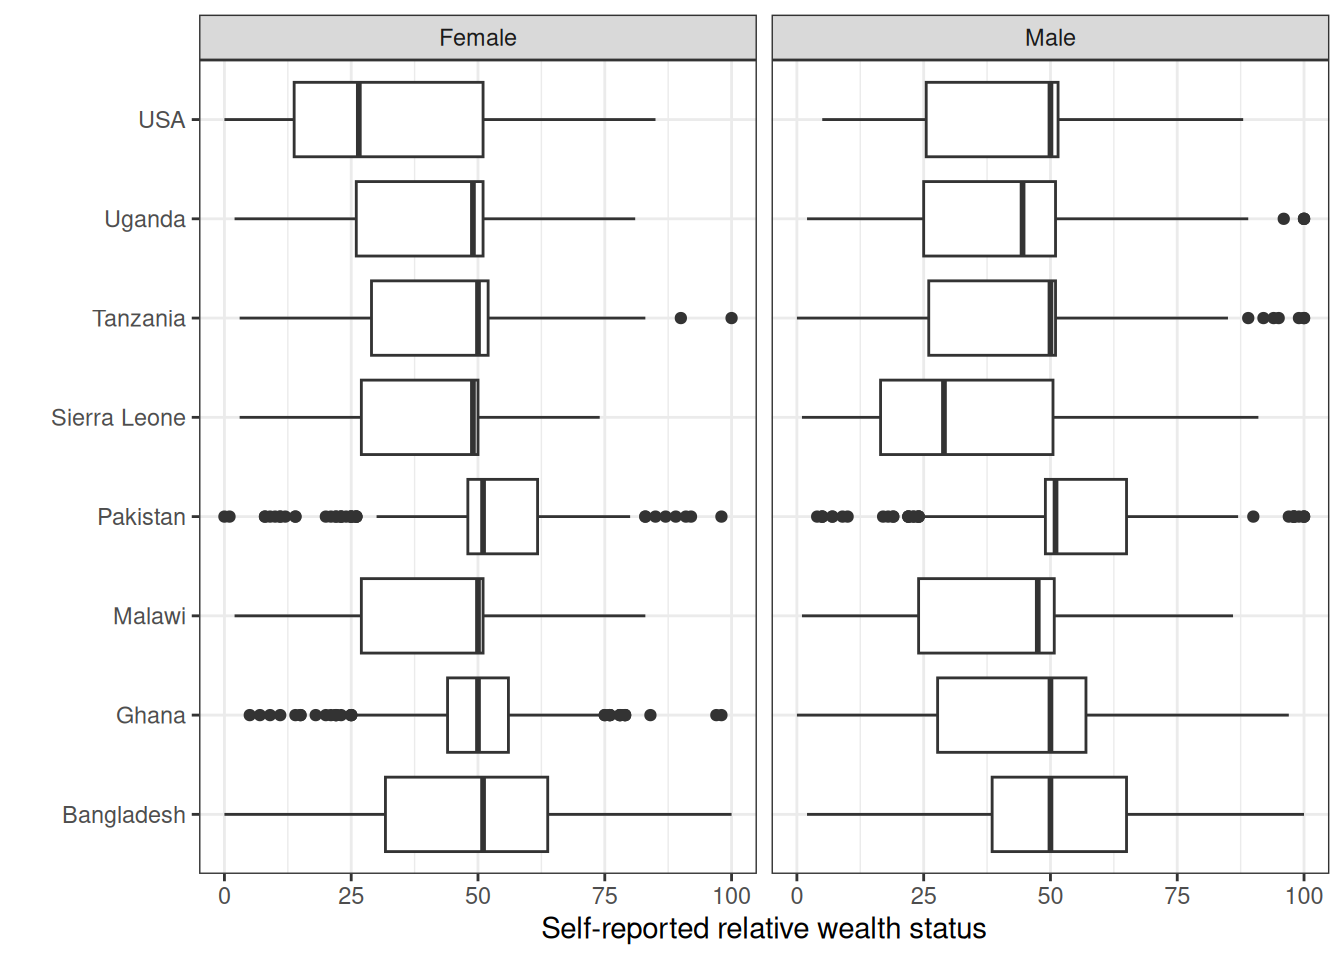 Female
Male
USA
Uganda
Tanzania
Sierra Leone
Pakistan
Malawi
Ghana
Bangladesh
0 25 50 75 100 0 25 50 75 100
Self-reported relative wealth status